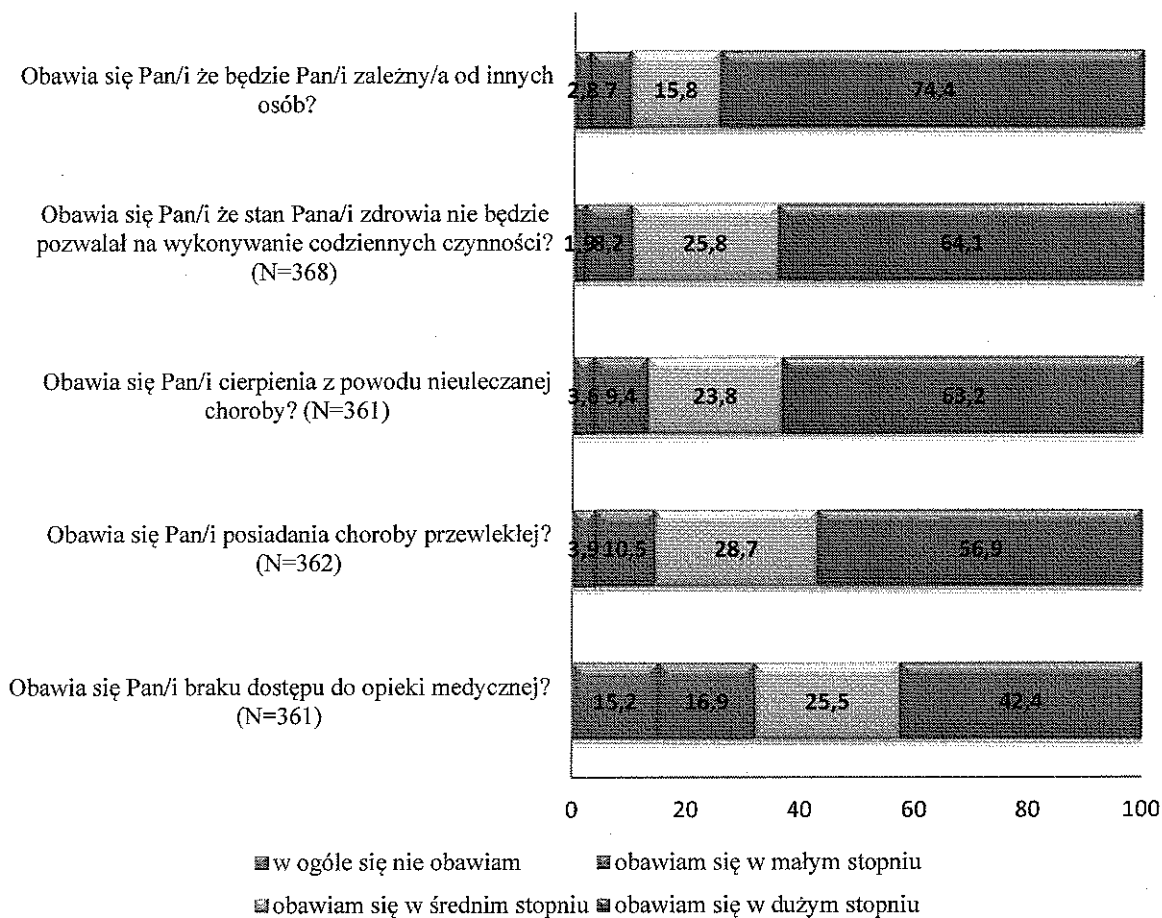 Obawia się Pan/i że będzie Pan/i zależny/a od innych
osób?
2,8 7 15,8 74,4
Obawia się Pan/i że stan Pana/i zdrowia nie będzie
pozwalał na wykonywanie codziennych czynności?
(N=368)
1,9 8,2 25,8 64,1
Obawia się Pan/i cierpienia z powodu nieuleczanej
choroby? (N=361)
3,6 9,4 23,8 63,2
Obawia się Pan/i posiadania choroby przewlekłej?
(N=362)
3,9 10,5 28,7 56,9
Obawia się Pan/i braku dostępu do opieki medycznej?
(N=361)
15,2 16,9 25,5 42,4
0 20 40 60 80 100
w ogóle się nie obawiam obawiam się w małym stopniu
obawiam się w średnim stopniu obawiam się w dużym stopniu